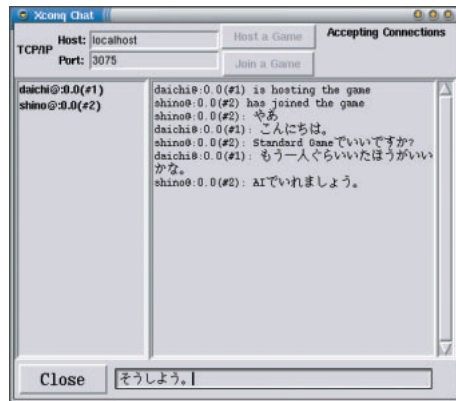 Xconq Chat
TCP/IP
Host: localhost
Port: 3075
Host a Game
Join a Game
Accepting Connections
daichi@:0.0(#1)
shino@:0.0(#2)
daichi@:0.0(#1) is hosting the game
shino@:0.0(#2) has joined the game
shino@:0.0(#2): やあ
daichi@:0.0(#1): こんにちは。
shino@:0.0(#2): Standard Gameでいいですか?
daichi@:0.0(#1): もう一人ぐらいいたほうがいい
かな。
shino@:0.0(#2): AIでいれましょう。
Close
そうしよう。